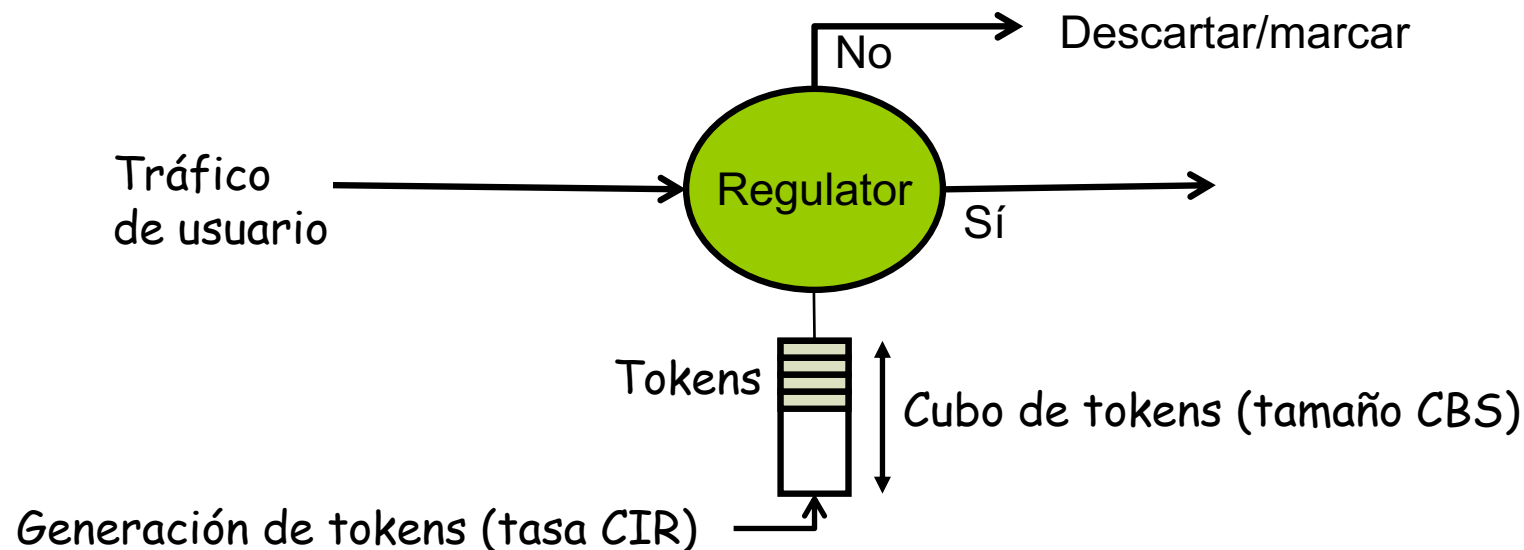 Descartar/marcar
No
Tráfico
de usuario
Regulator
Sí
Tokens
Cubo de tokens (tamaño CBS)
Generación de tokens (tasa CIR)